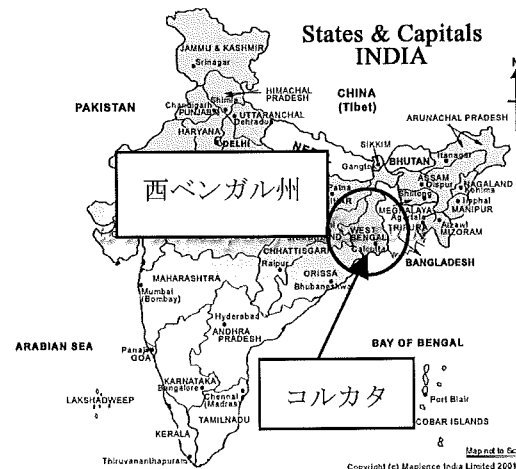 States & Capitals
INDIA
JAMMU & KASHMIR
Srinagar
HIMACHAL
PRADESH
CHINA
(Tibet)
PAKISTAN
Chandigarh
Shimla
PUNJAB
UTTARANCHAL
Dehradun
HARYANA
DELHI
ARUNACHAL PRADESH
SIKKIM
Gangtok
BHUTAN
Itanagar
ASSAM
Dispur
NAGALAND
Kohima
Shillong
MEGHALAYA
Imphal
MANIPUR
Agartala
TRIPURA
Aizawl
MIZORAM
Patna
西ベンガル州
WEST
BENGAL
Calcutta
BANGLADESH
CHHATTISGARH
Raipur
ORISSA
Bhubaneshwar
MAHARASHTRA
Mumbai
(Bombay)
Hyderabad
ANDHRA
PRADESH
ARABIAN SEA
Panaji
GOA
BAY OF BENGAL
KARNATAKA
Bangalore
Chennai
(Madras)
コルカタ
LAKSHADWEEP
TAMILNADU
KERALA
Thiruvananthapuram
Port Blair
COBAR ISLANDS
Map not to Sc
Copyright (c) Mapience India Limited 2001